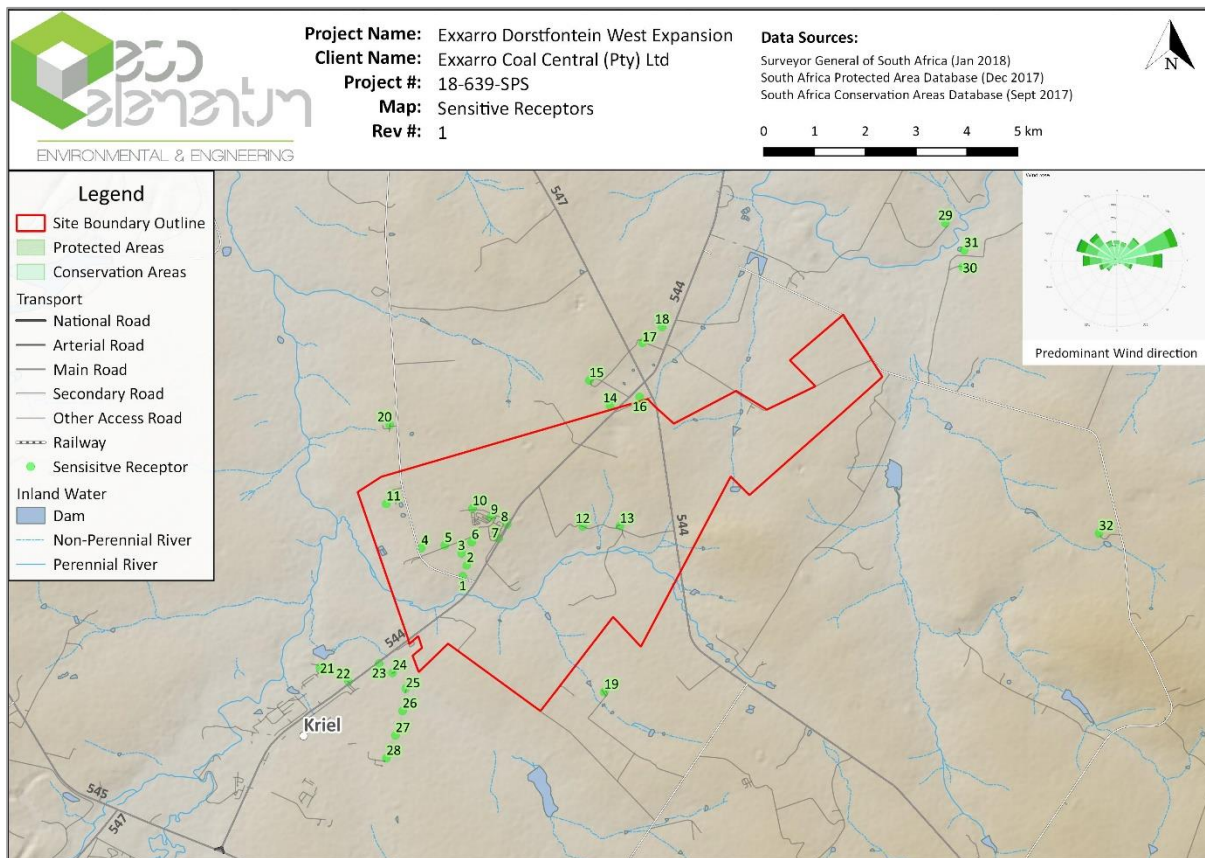 eco
elementum
ENVIRONMENTAL & ENGINEERING
Project Name: Exxarro Dorstfontein West Expansion
Client Name: Exxarro Coal Central (Pty) Ltd
Project #: 18-639-SPS
Map: Sensitive Receptors
Rev #: 1
Data Sources:
Surveyor General of South Africa (Jan 2018)
South Africa Protected Area Database (Dec 2017)
South Africa Conservation Areas Database (Sept 2017)
0 1 2 3 4 5 km
N
Legend
Site Boundary Outline
Protected Areas
Conservation Areas
Transport
National Road
Arterial Road
Main Road
Secondary Road
Other Access Road
Railway
Sensisitve Receptor
Inland Water
Dam
Non-Perennial River
Perennial River
Wind rose
Predominant Wind direction
547
544
29
31
30
18
17
15
14
16
20
11
10
9
8
7
6
5
4
3
2
1
12
13
544
32
544
21
22
23
24
25
26
27
28
19
Kriel
545
547